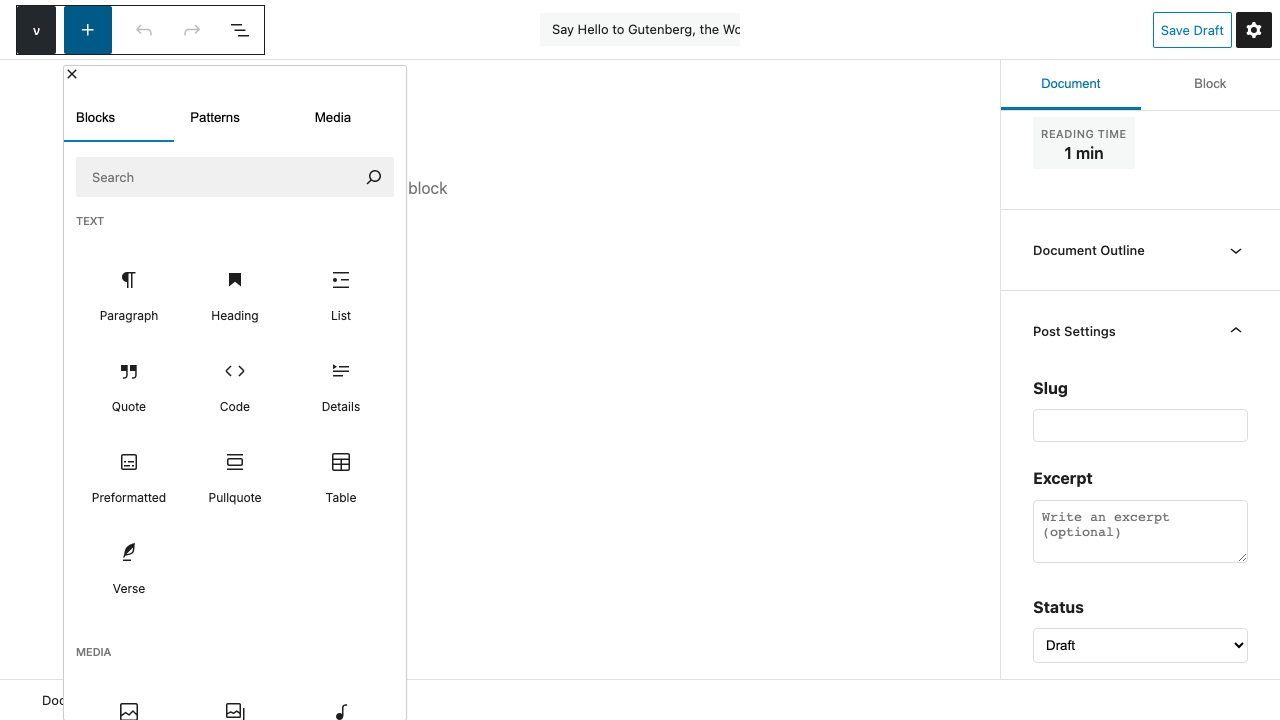 v
Say Hello to Gutenberg, the Wo
Save Draft
Blocks
Patterns
Media
Search
TEXT
Paragraph
Heading
List
Quote
Code
Details
Preformatted
Pullquote
Table
Verse
MEDIA
block
Document
Block
READING TIME
1 min
Document Outline
Post Settings
Slug
Excerpt
Write an excerpt
(optional)
Status
Draft
Doc